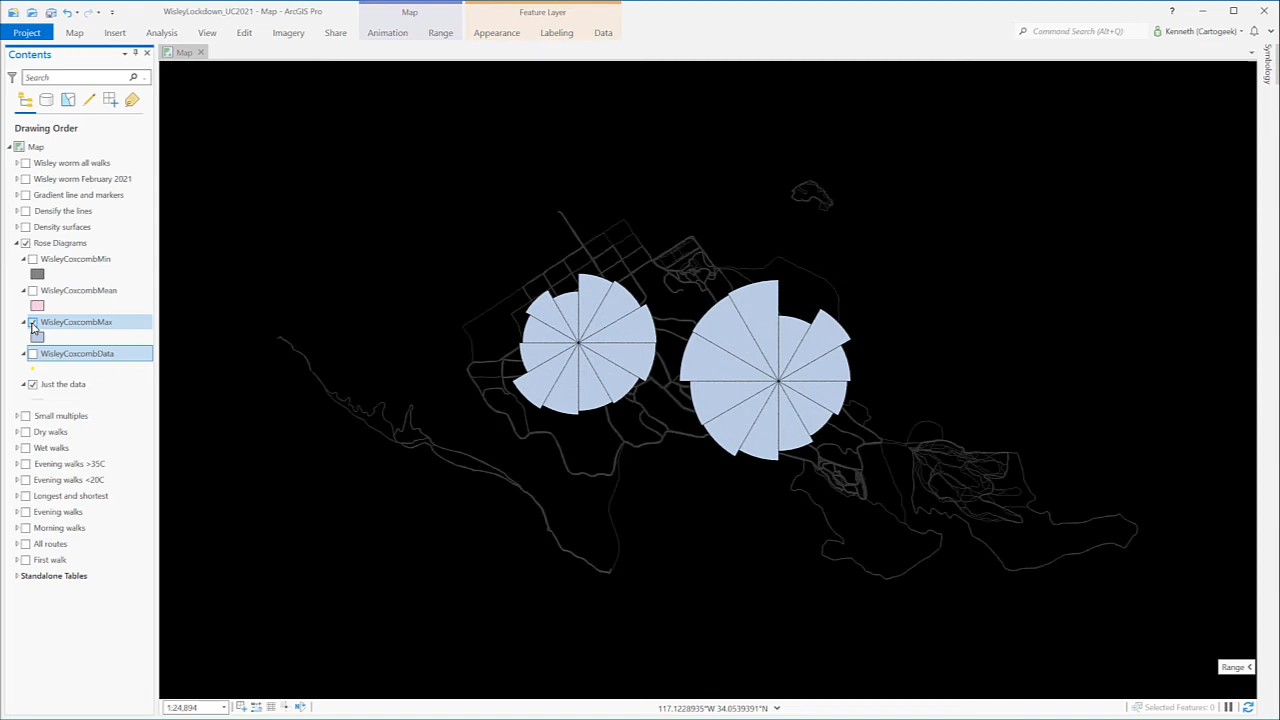 WisleyLockdown_UC2021 - Map - ArcGIS Pro
Map
Feature Layer
Project
Map
Insert
Analysis
View
Edit
Imagery
Share
Animation
Range
Appearance
Labeling
Data
Command Search (Alt+Q)
Kenneth (Cartogeek)
Contents
Map
Symbology
Search
Drawing Order
Map
Wisley worm all walks
Wisley worm February 2021
Gradient line and markers
Densify the lines
Density surfaces
Rose Diagrams
WisleyCoxcombMin
WisleyCoxcombMean
WisleyCoxcombMax
WisleyCoxcombData
Just the data
Small multiples
Dry walks
Wet walks
Evening walks >35C
Evening walks <20C
Longest and shortest
Evening walks
Morning walks
All routes
First walk
Standalone Tables
Range
1:24,894
117.1228935°W 34.0539391°N
Selected Features: 0